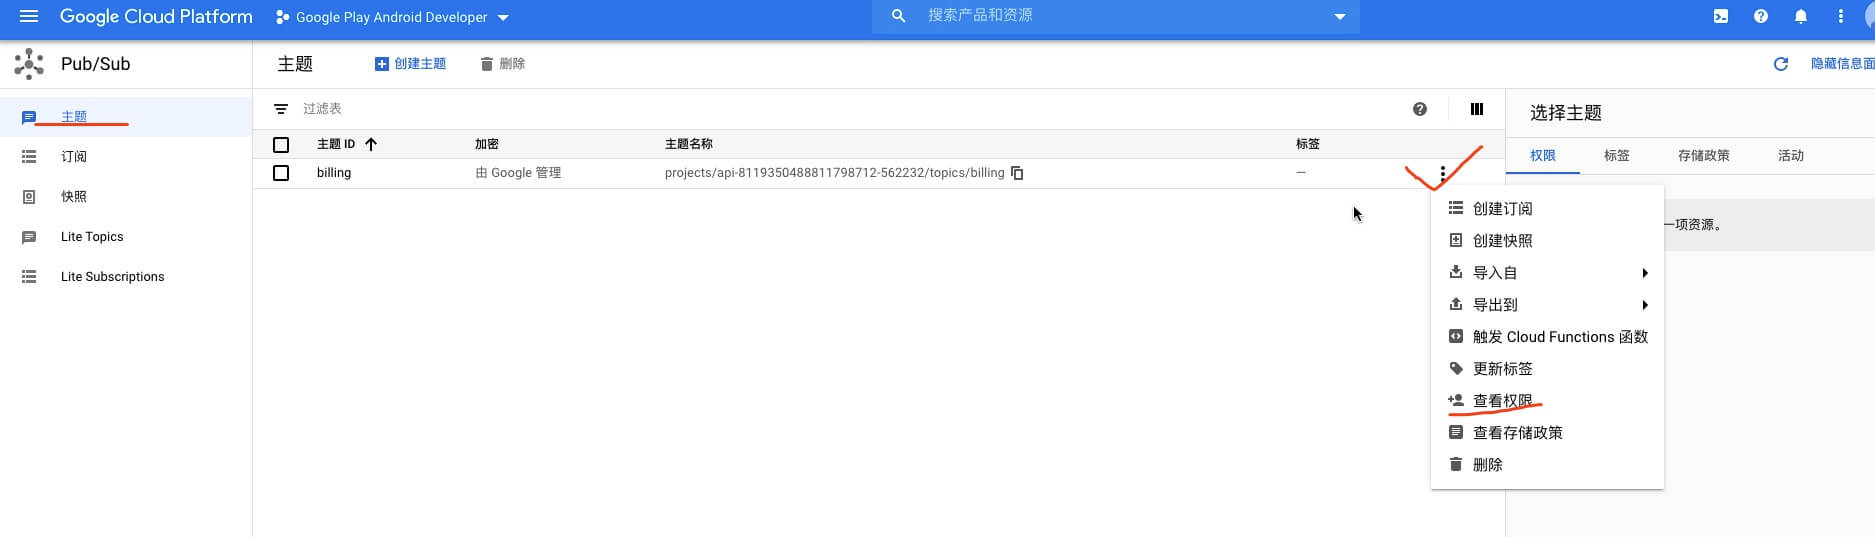 Google Cloud Platform
Google Play Android Developer
搜索产品和资源
Pub/Sub
主题
创建主题
删除
隐藏信息面
主题
订阅
快照
Lite Topics
Lite Subscriptions
过滤表
主题 ID
加密
主题名称
标签
billing
由 Google 管理
projects/api-8119350488811798712-562232/topics/billing
—
选择主题
权限
标签
存储政策
活动
一项资源。
创建订阅
创建快照
导入自
导出到
触发 Cloud Functions 函数
更新标签
查看权限
查看存储政策
删除